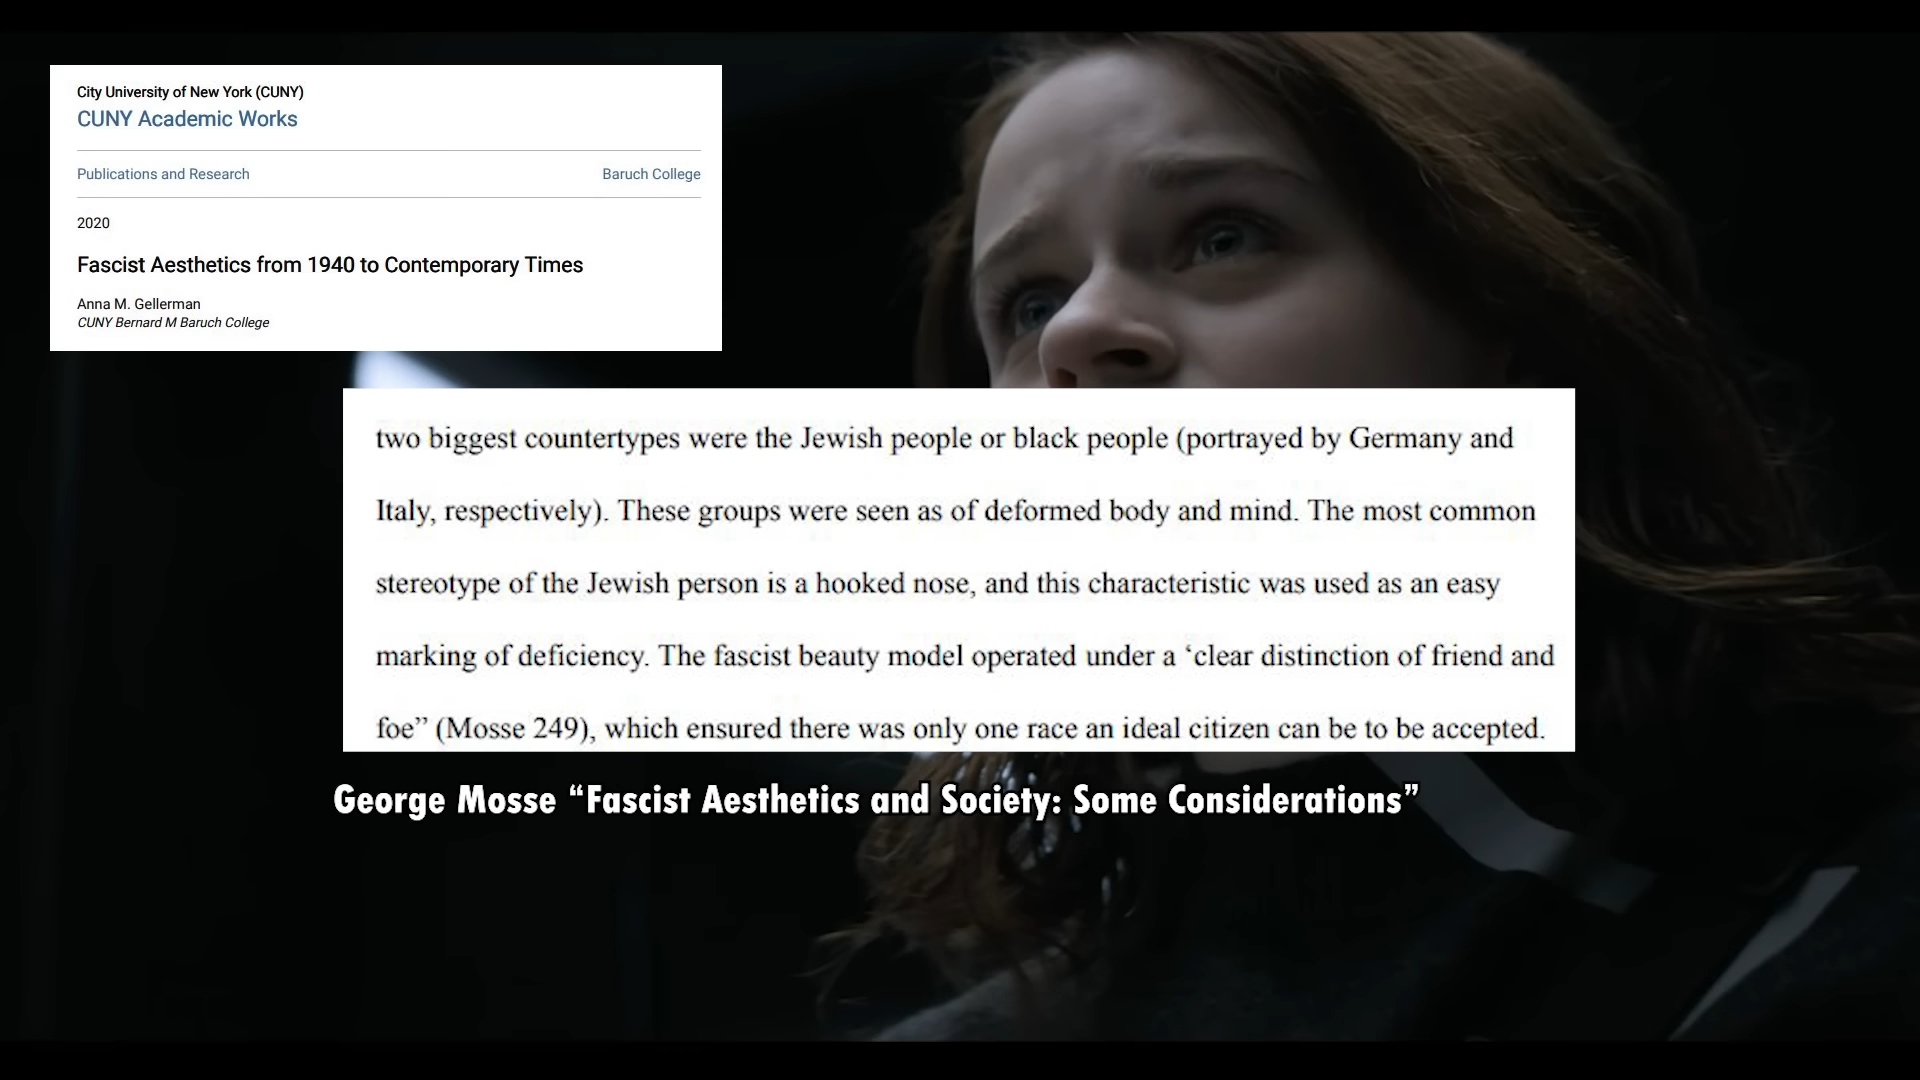 City University of New York (CUNY)
CUNY Academic Works
Publications and Research Baruch College
2020
Fascist Aesthetics from 1940 to Contemporary Times
Anna M. Gellerman
CUNY Bernard M Baruch College
two biggest countertypes were the Jewish people or black people (portrayed by Germany and
Italy, respectively). These groups were seen as of deformed body and mind. The most common
stereotype of the Jewish person is a hooked nose, and this characteristic was used as an easy
marking of deficiency. The fascist beauty model operated under a ‘clear distinction of friend and
foe” (Mosse 249), which ensured there was only one race an ideal citizen can be to be accepted.
George Mosse “Fascist Aesthetics and Society: Some Considerations”